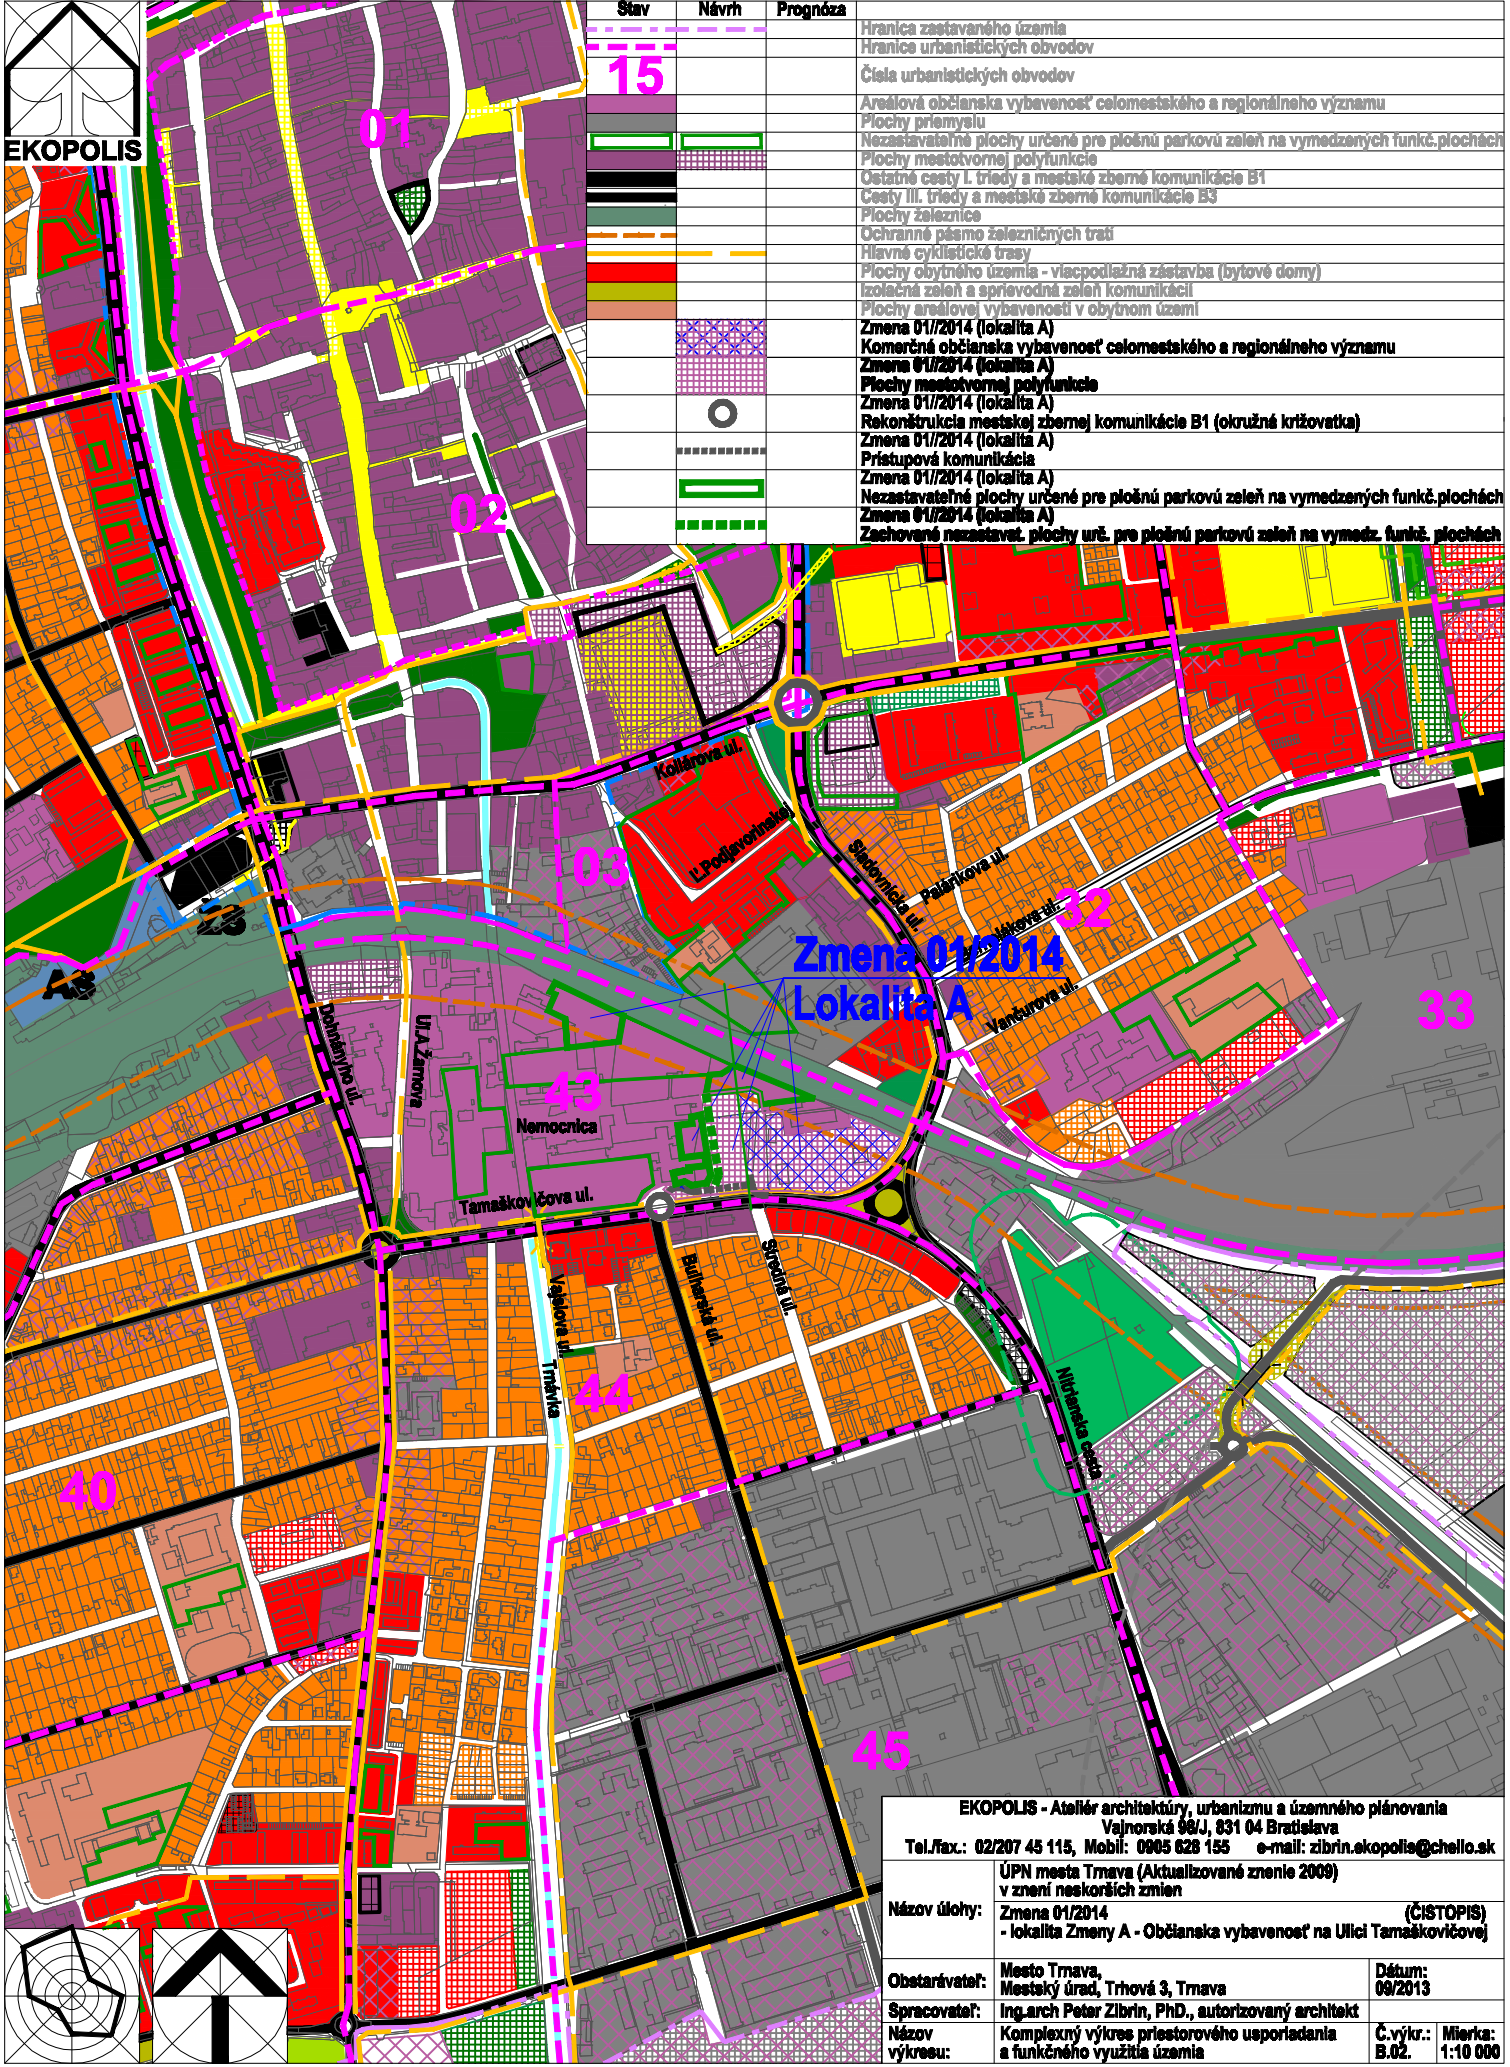 EKOPOLIS
Stav Návrh Prognóza
Hranica zastavaného územia
Hranice urbanistických obvodov
15 Čísla urbanistických obvodov
Areálová občianska vybavenosť celomestského a regionálneho významu
Plochy priemyslu
Nezastavateľné plochy určené pre plošnú parkovú zeleň na vymedzených funkč.plochách
Plochy mestotvornej polyfunkcie
Ostatné cesty I. triedy a mestské zberné komunikácie B1
Cesty III. triedy a mestské zberné komunikácie B3
Plochy železnice
Ochranné pásmo železničných tratí
Hlavné cyklistické trasy
Plochy obytného územia - viacpodlažná zástavba (bytové domy)
Izolačná zeleň a sprievodná zeleň komunikácií
Plochy areálovej vybavenosti v obytnom území
Zmena 01//2014 (lokalita A)
Komerčná občianska vybavenosť celomestského a regionálneho významu
Zmena 01//2014 (lokalita A)
Plochy mestotvornej polyfunkcie
Zmena 01//2014 (lokalita A)
Rekonštrukcia mestskej zbernej komunikácie B1 (okružná križovatka)
Zmena 01//2014 (lokalita A)
Prístupová komunikácia
Zmena 01//2014 (lokalita A)
Nezastavateľné plochy určené pre plošnú parkovú zeleň na vymedzených funkč.plochách
Zmena 01//2014 (lokalita A)
Zachované nezastavat. plochy urč. pre plošnú parkovú zeleň na vymedz. funkč. plochách
01
02
Kollárova ul.
Ľ.Podjavorinskej
03
Sladovnícka ul.
Palárikova ul.
32
Zmena 01/2014
Lokalita A
Vančurova ul.
33
Dohnányho ul.
Ul.A.Žarnova
43
Nemocnica
Tamaškovičova ul.
Bulharská ul.
Stredná ul.
Vajslova ul.
Trnávka
44
Nitrianska cesta
40
45
EKOPOLIS - Ateliér architektúry, urbanizmu a územného plánovania
Vajnorská 98/J, 831 04 Bratislava
Tel./fax.: 02/207 45 115, Mobil: 0905 628 155 e-mail: zibrin.ekopolis@chello.sk
Názov úlohy:
ÚPN mesta Trnava (Aktualizované znenie 2009)
v znení neskorších zmien
Zmena 01/2014 (ČISTOPIS)
- lokalita Zmeny A - Občianska vybavenosť na Ulici Tamaškovičovej
Obstarávateľ:
Mesto Trnava,
Mestský úrad, Trhová 3, Trnava
Dátum:
09/2013
Spracovateľ: Ing.arch Peter Zibrin, PhD., autorizovaný architekt
Názov výkresu:
Komplexný výkres priestorového usporiadania
a funkčného využitia územia
Č.výkr.:
B.02.
Mierka:
1:10 000